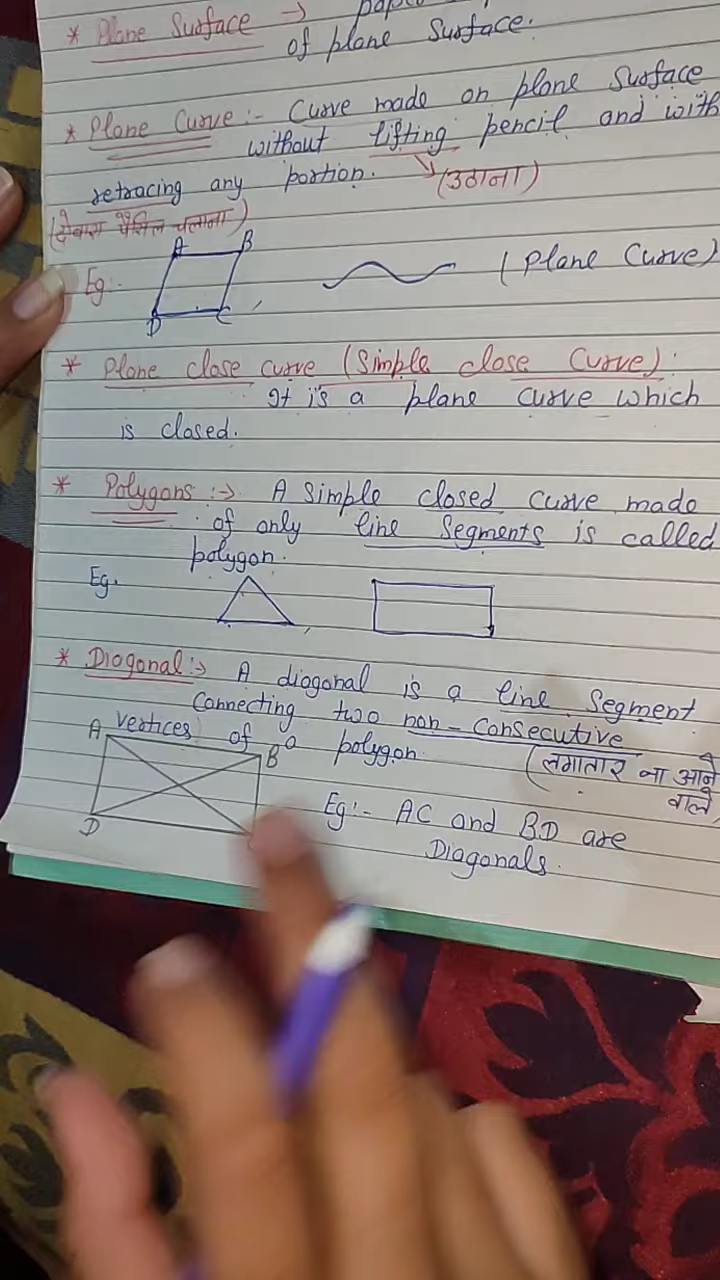 * Plane Surface →
of plane Surface.
* Plane Curve :- Curve made on plane surface
without lifting pencil and with
retracing any portion. (उठाना)
(दोबारा पेंसिल चलाना)
A B
Eg:- (Plane Curve)
D C
* Plane close curve (Simple close Curve) :
It is a plane curve which
is closed.
* Polygons :→ A simple closed curve made
of only line segments is called
polygon.
Eg.
* Diagonal :→ A diagonal is a line segment
Connecting two non-consecutive
A vertices of a polygon (लगातार ना आने
B वाले
D Eg:- AC and BD are
Diagonals.